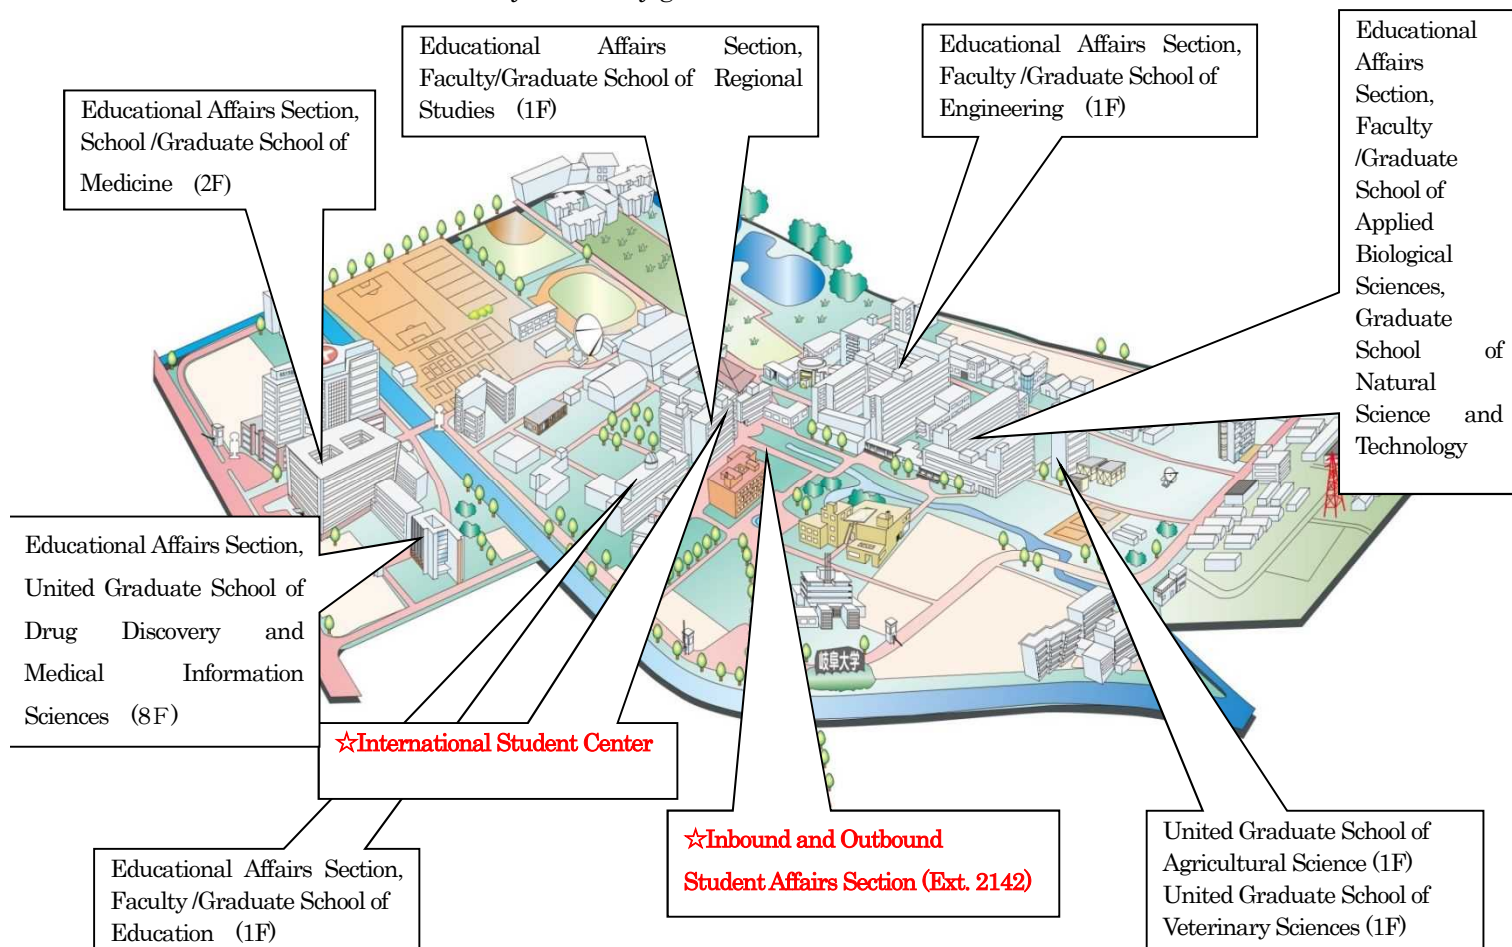 Educational Affairs Section,
Faculty/Graduate School of Regional
Studies (1F)
Educational Affairs Section,
Faculty /Graduate School of
Engineering (1F)
Educational
Affairs
Section,
Faculty
/Graduate
School of
Applied
Biological
Sciences,
Graduate
School of
Natural
Science and
Technology
Educational Affairs Section,
School /Graduate School of
Medicine (2F)
Educational Affairs Section,
United Graduate School of
Drug Discovery and
Medical Information
Sciences (8F)
岐阜大学
☆International Student Center
☆Inbound and Outbound
Student Affairs Section (Ext. 2142)
Educational Affairs Section,
Faculty /Graduate School of
Education (1F)
United Graduate School of
Agricultural Science (1F)
United Graduate School of
Veterinary Sciences (1F)